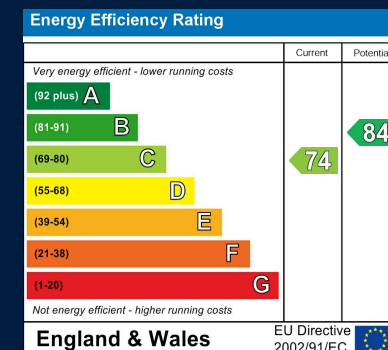 Energy Efficiency Rating
Current
Potentia
Very energy efficient - lower running costs
(92 plus) A
(81-91) B
84
(69-80) C
74
(55-68) D
(39-54) E
(21-38) F
(1-20) G
Not energy efficient - higher running costs
England & Wales
EU Directive
2002/91/EC